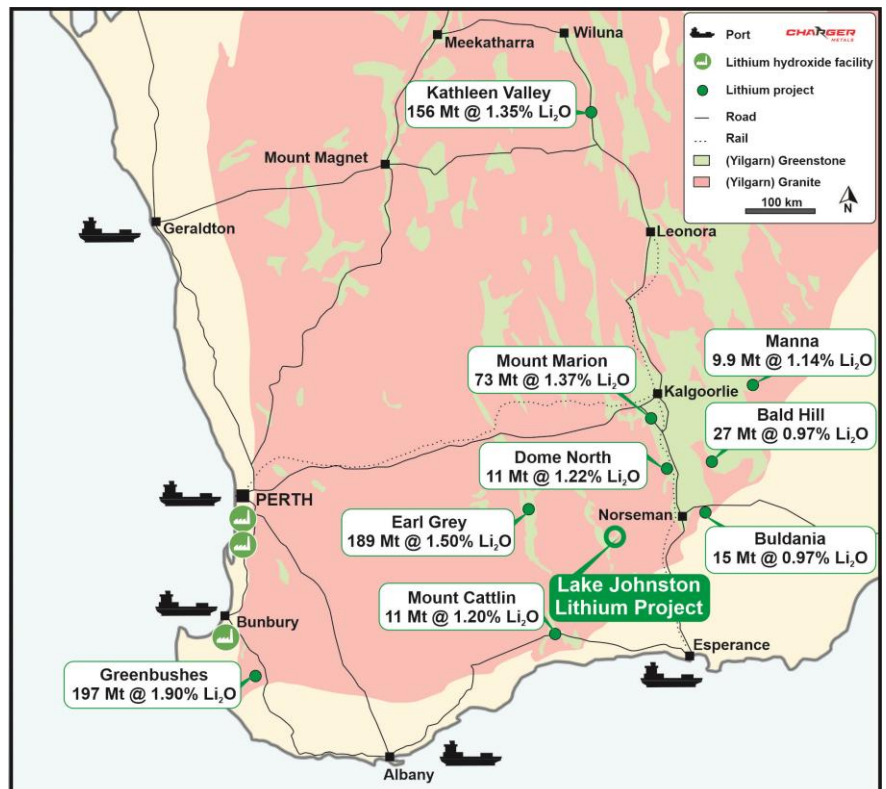 Meekatharra
Wiluna
Port
CHARGER
METALS
Lithium hydroxide facility
Lithium project
Road
Rail
(Yilgarn) Greenstone
(Yilgarn) Granite
100 km
N
Kathleen Valley
156 Mt @ 1.35% Li₂O
Mount Magnet
Geraldton
Leonora
Manna
9.9 Mt @ 1.14% Li₂O
Mount Marion
73 Mt @ 1.37% Li₂O
Kalgoorlie
Bald Hill
27 Mt @ 0.97% Li₂O
Dome North
11 Mt @ 1.22% Li₂O
PERTH
Earl Grey
189 Mt @ 1.50% Li₂O
Norseman
Buldania
15 Mt @ 0.97% Li₂O
Lake Johnston
Lithium Project
Mount Cattlin
11 Mt @ 1.20% Li₂O
Bunbury
Esperance
Greenbushes
197 Mt @ 1.90% Li₂O
Albany